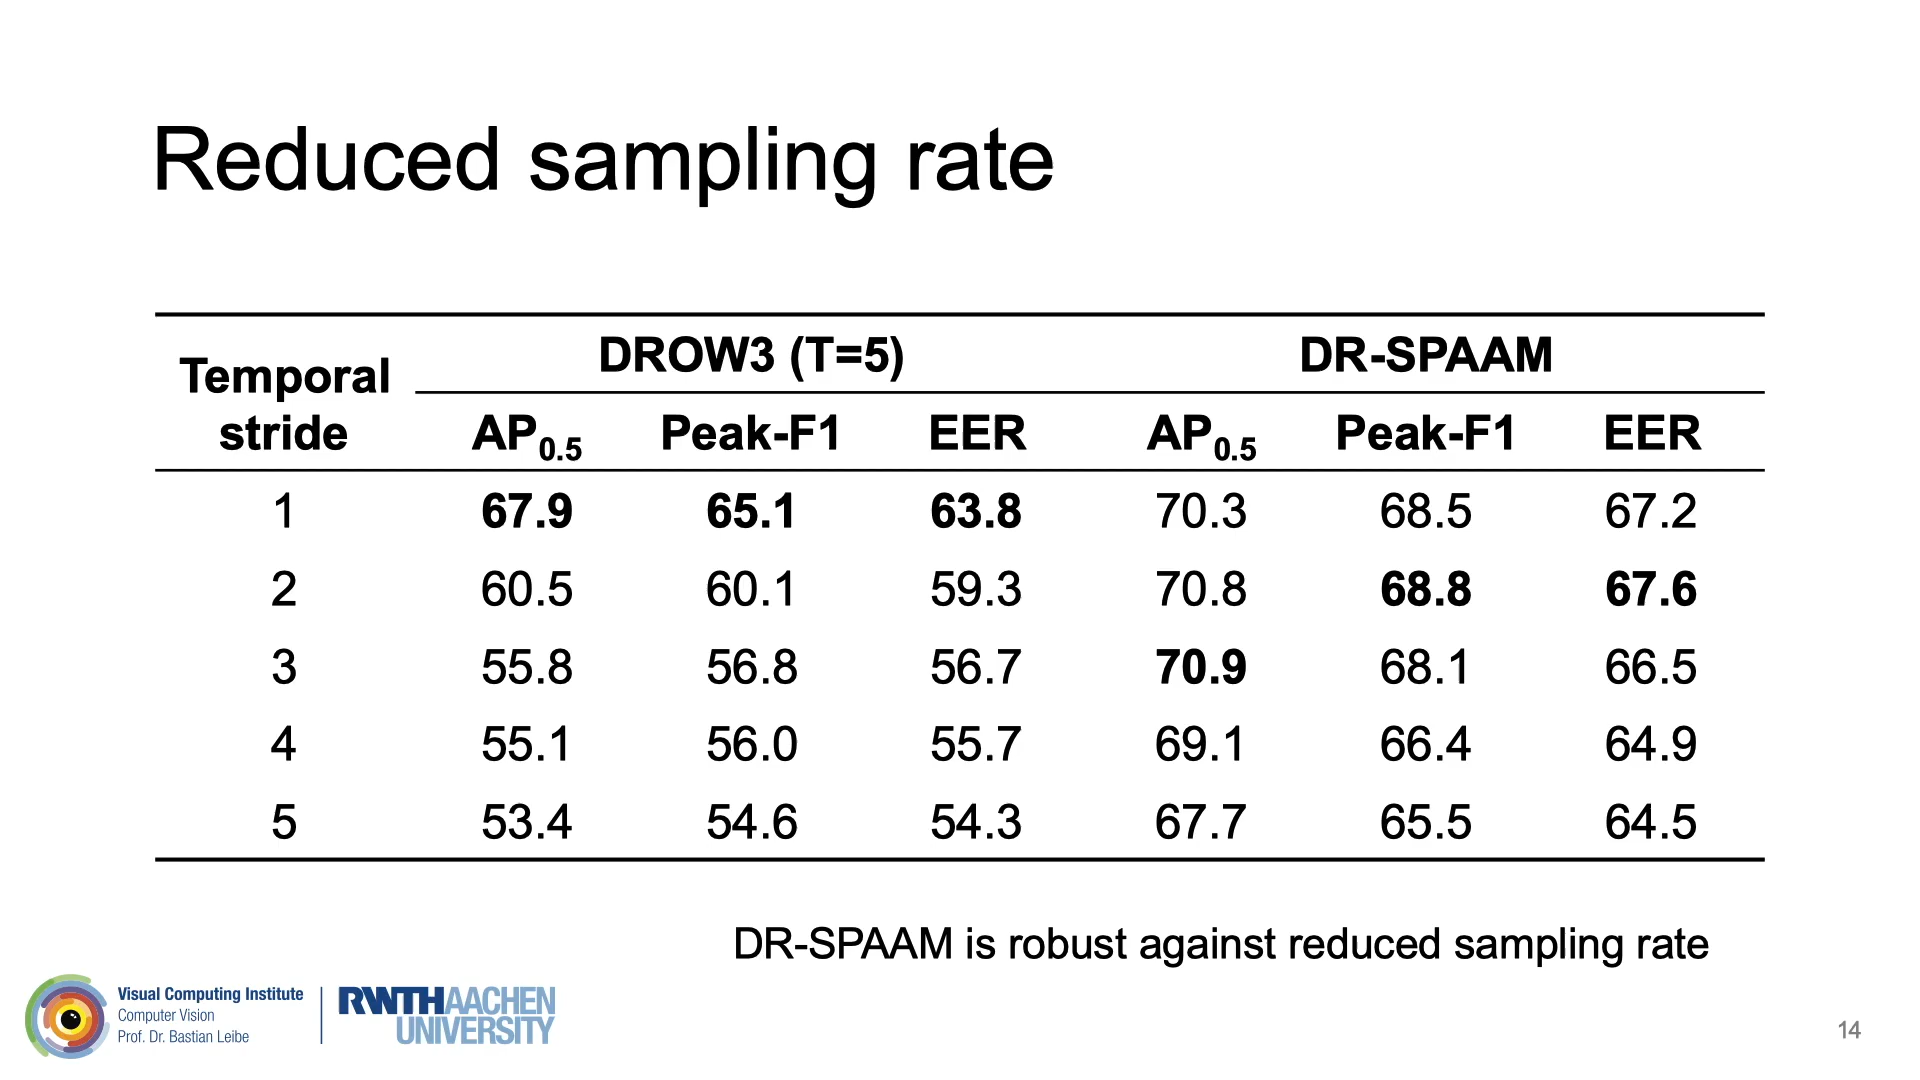 Reduced sampling rate
Temporal stride DROW3 (T=5) DR-SPAAM
AP0.5 Peak-F1 EER AP0.5 Peak-F1 EER
1 67.9 65.1 63.8 70.3 68.5 67.2
2 60.5 60.1 59.3 70.8 68.8 67.6
3 55.8 56.8 56.7 70.9 68.1 66.5
4 55.1 56.0 55.7 69.1 66.4 64.9
5 53.4 54.6 54.3 67.7 65.5 64.5
DR-SPAAM is robust against reduced sampling rate
Visual Computing Institute
Computer Vision
Prof. Dr. Bastian Leibe
RWTHAACHEN
UNIVERSITY
14